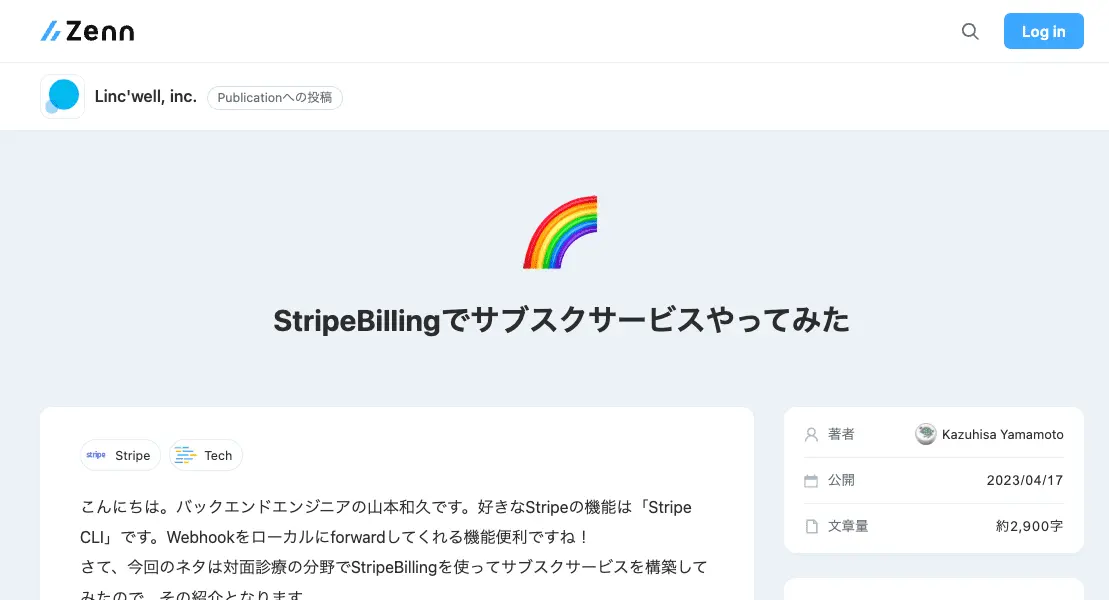 Zenn
Log in
Linc'well, inc. Publicationへの投稿
StripeBillingでサブスクサービスやってみた
stripe Stripe Tech
こんにちは。バックエンドエンジニアの山本和久です。好きなStripeの機能は「Stripe
CLI」です。Webhookをローカルにforwardしてくれる機能便利ですね！
さて、今回のネタは対面診療の分野でStripeBillingを使ってサブスクサービスを構築して
みたので、その紹介となります。
著者 Kazuhisa Yamamoto
公開 2023/04/17
文章量 約2,900字